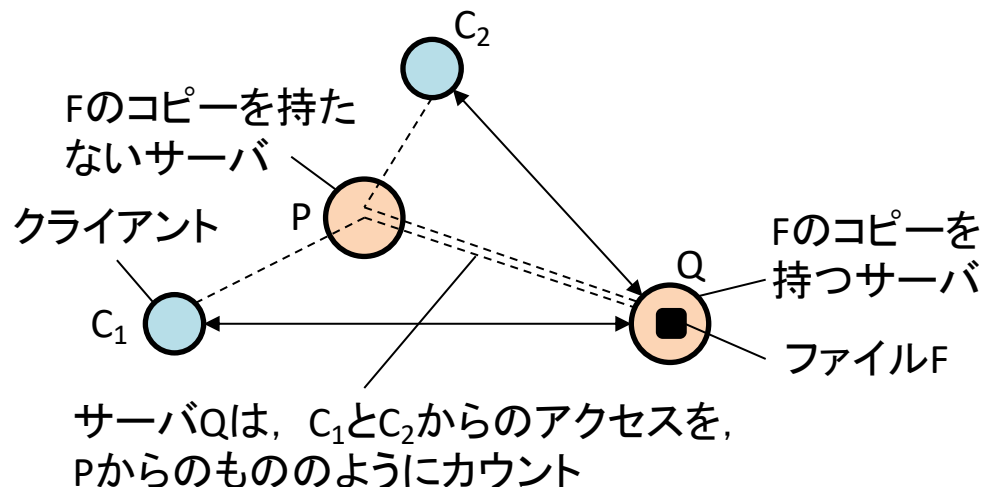 C₂
Fのコピーを持た
ないサーバ
P
クライアント
Fのコピーを
持つサーバ
Q
C₁
ファイルF
サーバQは，C₁とC₂からのアクセスを，
Pからのもののようにカウント